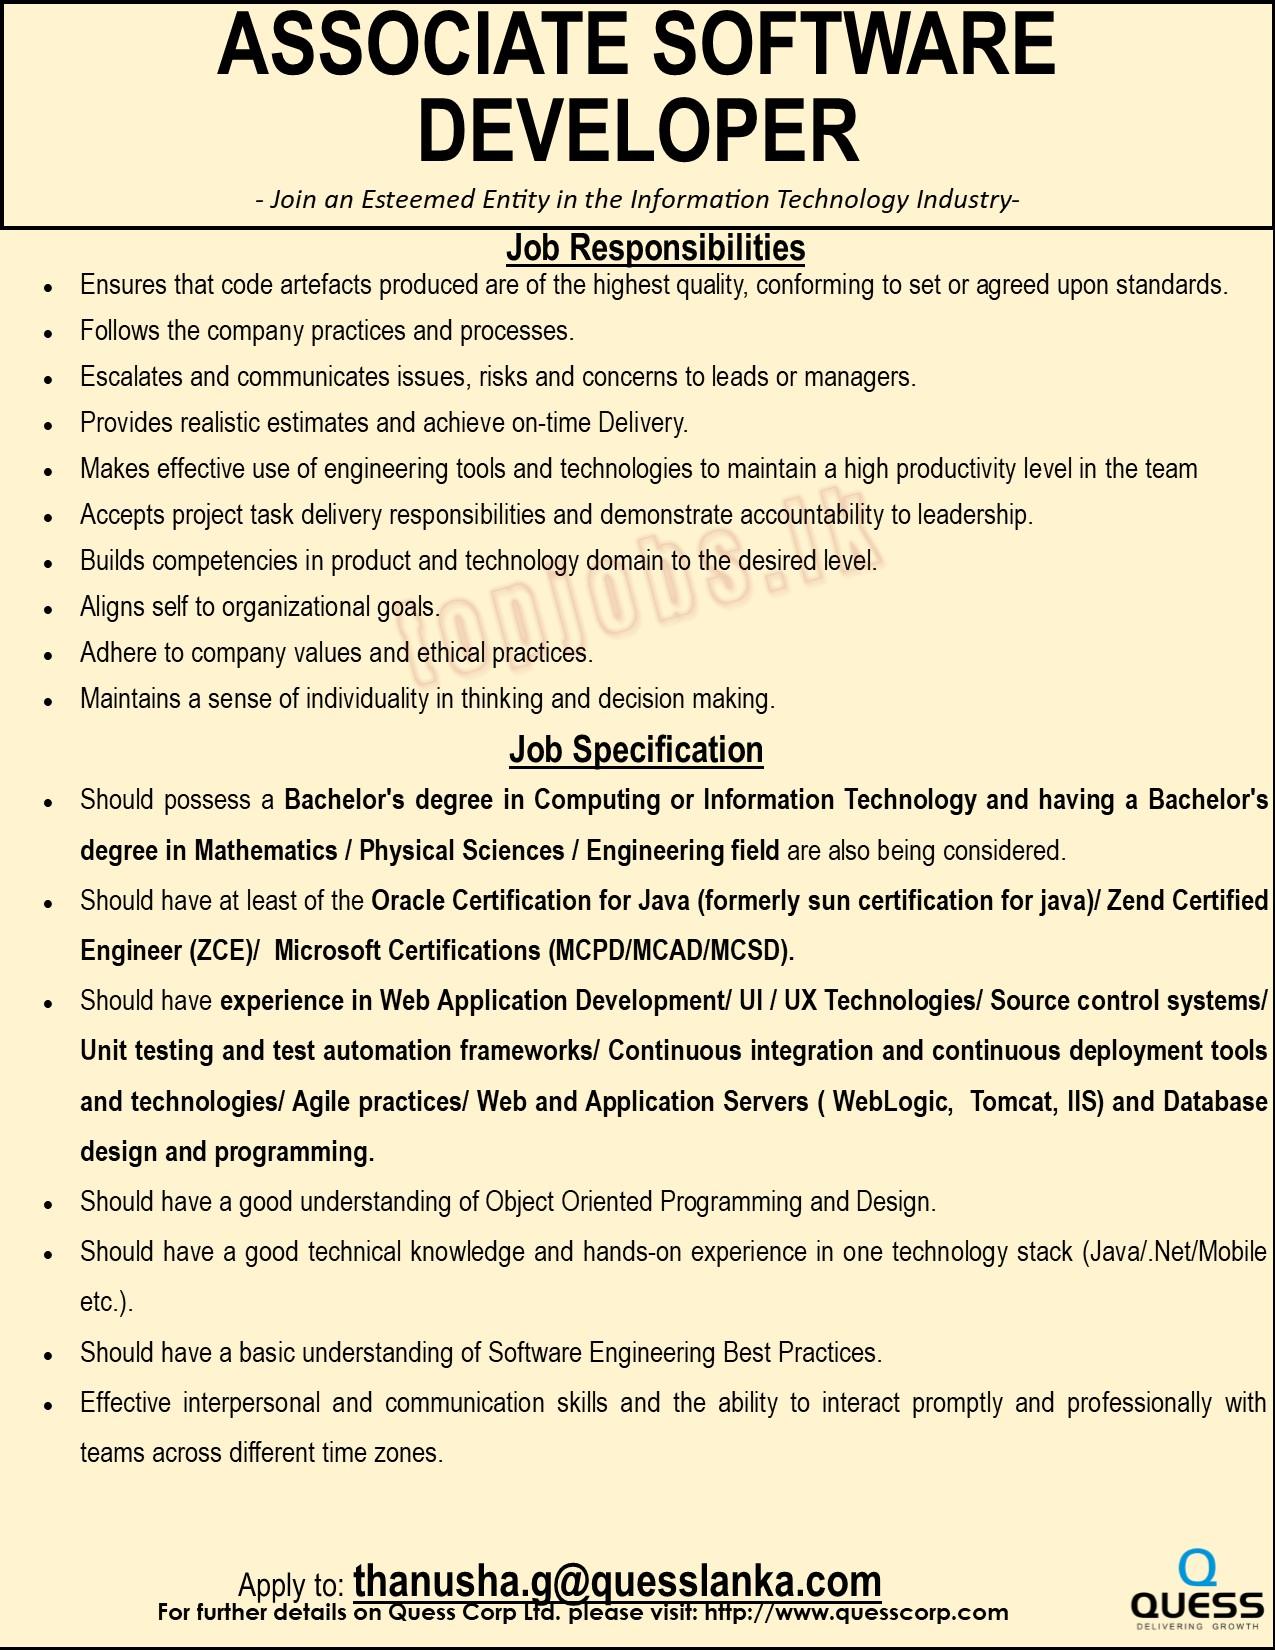 ASSOCIATE SOFTWARE
DEVELOPER
- Join an Esteemed Entity in the Information Technology Industry-
Job Responsibilities
• Ensures that code artefacts produced are of the highest quality, conforming to set or agreed upon standards.
• Follows the company practices and processes.
• Escalates and communicates issues, risks and concerns to leads or managers.
• Provides realistic estimates and achieve on-time Delivery.
• Makes effective use of engineering tools and technologies to maintain a high productivity level in the team
• Accepts project task delivery responsibilities and demonstrate accountability to leadership.
• Builds competencies in product and technology domain to the desired level.
• Aligns self to organizational goals.
• Adhere to company values and ethical practices.
• Maintains a sense of individuality in thinking and decision making.
topjobs.lk
Job Specification
• Should possess a Bachelor's degree in Computing or Information Technology and having a Bachelor's
degree in Mathematics / Physical Sciences / Engineering field are also being considered.
• Should have at least of the Oracle Certification for Java (formerly sun certification for java)/ Zend Certified
Engineer (ZCE)/ Microsoft Certifications (MCPD/MCAD/MCSD).
• Should have experience in Web Application Development/ UI / UX Technologies/ Source control systems/
Unit testing and test automation frameworks/ Continuous integration and continuous deployment tools
and technologies/ Agile practices/ Web and Application Servers ( WebLogic, Tomcat, IIS) and Database
design and programming.
• Should have a good understanding of Object Oriented Programming and Design.
• Should have a good technical knowledge and hands-on experience in one technology stack (Java/.Net/Mobile
etc.).
• Should have a basic understanding of Software Engineering Best Practices.
• Effective interpersonal and communication skills and the ability to interact promptly and professionally with
teams across different time zones.
Apply to: thanusha.g@quesslanka.com
For further details on Quess Corp Ltd. please visit: http://www.quesscorp.com
Q
QUESS
DELIVERING GROWTH